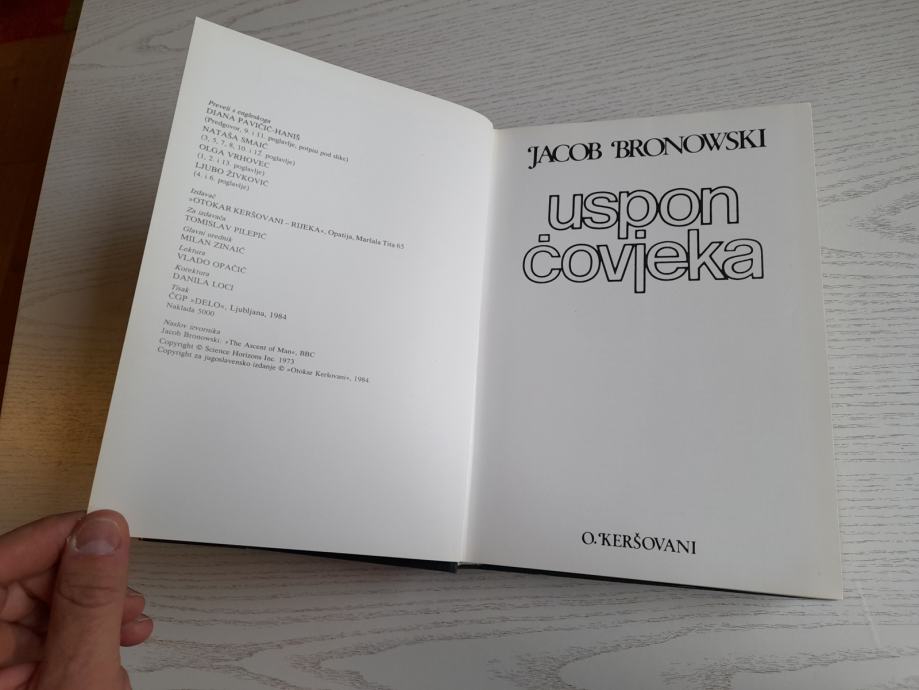 Preveli s engleskoga
DIANA PAVIČIĆ-HANIŠ
(Predgovor, 9. i 11. poglavlje, potpisi pod slike)
NATAŠA SMAIĆ
(3, 5, 7, 8, 10. i 12. poglavlje)
OLGA VRHOVEC
(1, 2. i 13. poglavlje)
LJUBO ŽIVKOVIĆ
(4. i 6. poglavlje)
Izdavač
»OTOKAR KERŠOVANI – RIJEKA«, Opatija, Maršala Tita 65
Za izdavača
TOMISLAV PILEPIĆ
Glavni urednik
MILAN ZINAIĆ
Lektura
VLADO OPAČIĆ
Korektura
DANILA LOCI
Tisak
ČGP »DELO«, Ljubljana, 1984
Naklada 5000
Naslov izvornika
Jacob Bronowski: »The Ascent of Man«, BBC
Copyright © Science Horizons Inc. 1973
Copyright za jugoslavensko izdanje © »Otokar Keršovani«, 1984.
JACOB BRONOWSKI
uspon
čovjeka
O. KERŠOVANI